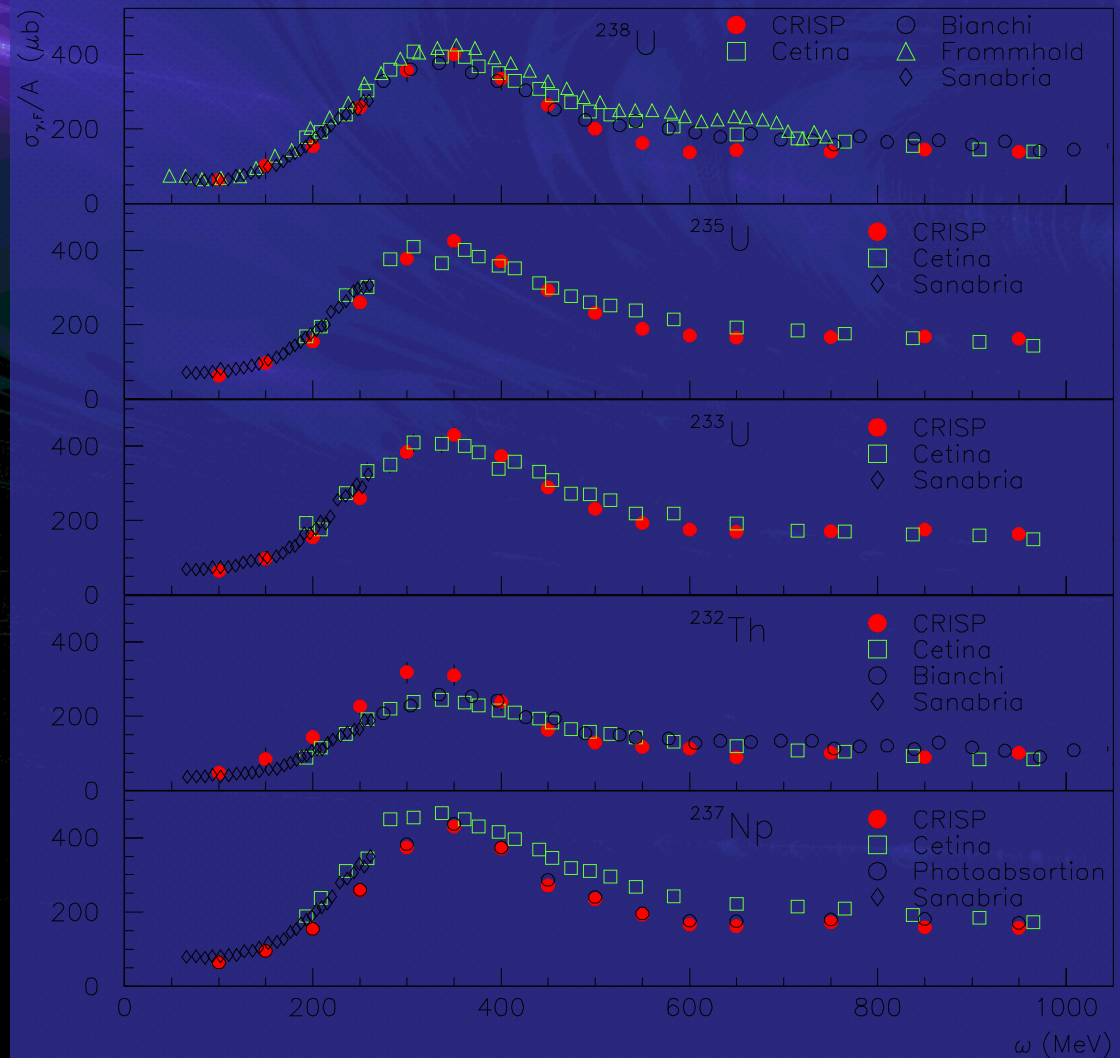 σγ,F/A (μb)
²³⁸U
CRISP
Bianchi
Cetina
Frommhold
Sanabria
400
200
0
²³⁵U
CRISP
Cetina
Sanabria
400
200
0
²³³U
CRISP
Cetina
Sanabria
400
200
0
²³²Th
CRISP
Cetina
Bianchi
Sanabria
400
200
0
²³⁷Np
CRISP
Cetina
Photoabsortion
Sanabria
400
200
0
0 200 400 600 800 1000
ω (MeV)